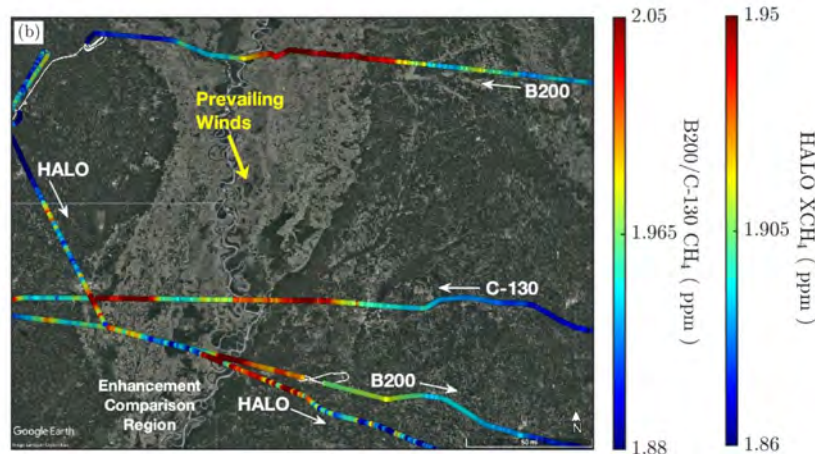 (b)
B200
Prevailing
Winds
HALO
C-130
B200
Enhancement
Comparison
Region
HALO
N
Google Earth
50 mi
2.05
1.965
1.88
B200/C-130 CH₄ ( ppm )
1.95
1.905
1.86
HALO XCH₄ ( ppm )